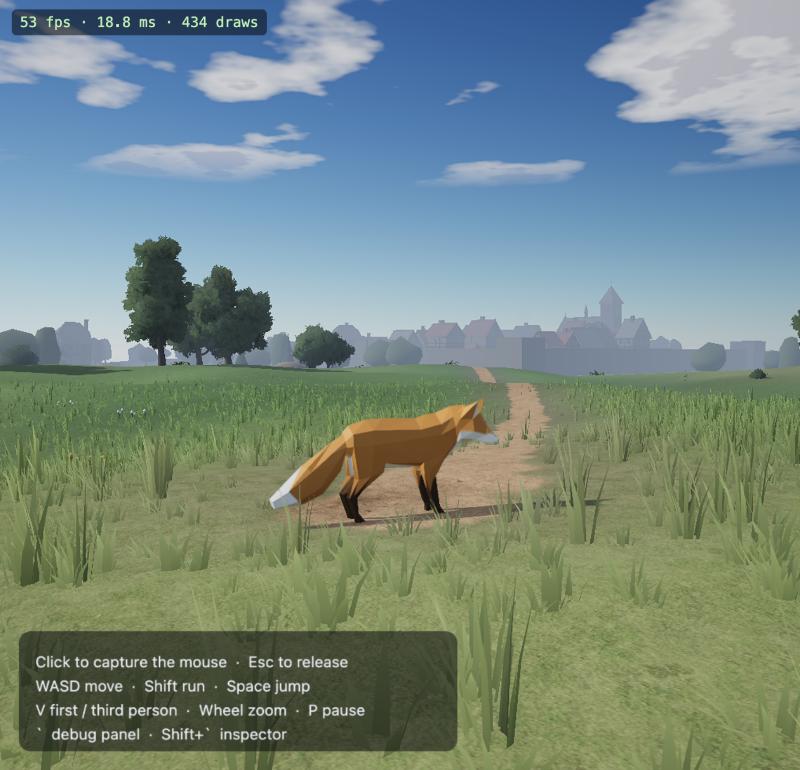 53 fps · 18.8 ms · 434 draws
Click to capture the mouse · Esc to release
WASD move · Shift run · Space jump
V first / third person · Wheel zoom · P pause
` debug panel · Shift+` inspector